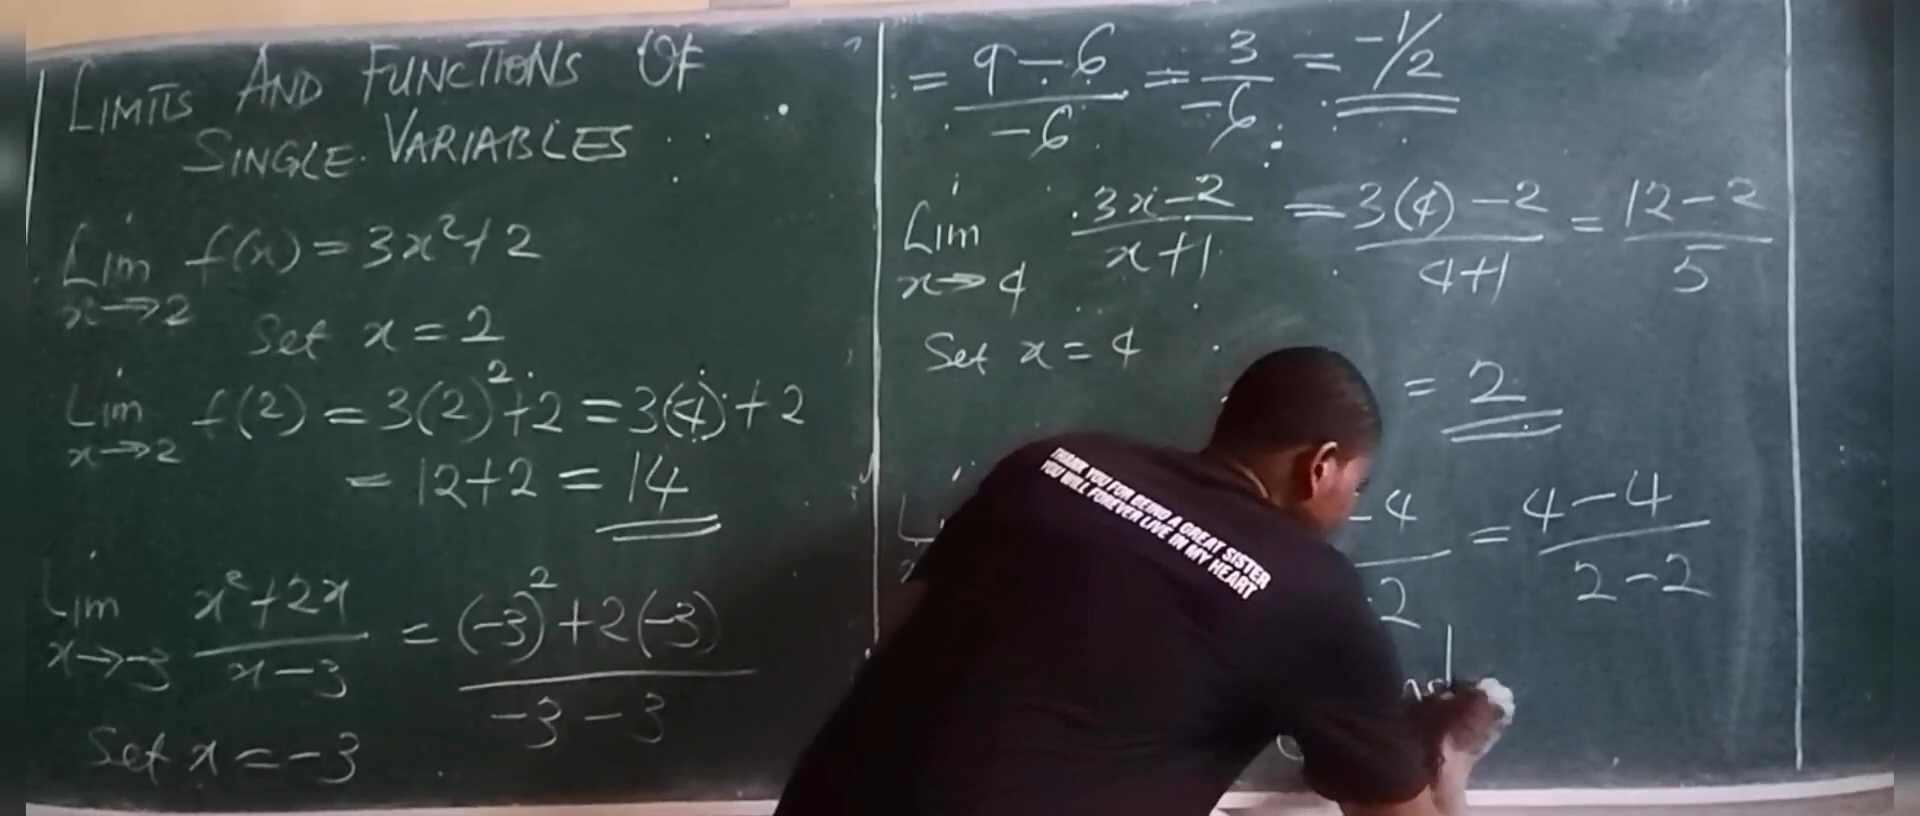 LIMITS AND FUNCTIONS OF
SINGLE VARIABLES
Lim x→2 f(x) = 3x²+2
Set x = 2
Lim x→2 f(2) = 3(2)²+2 = 3(4)+2
= 12+2 = 14
Lim x→-3 x²+2x / x-3 = (-3)²+2(-3) / -3-3
Set x = -3
= 9-6 / -6 = 3 / -6 = -1/2
Lim x→4 3x-2 / x+1 = 3(4)-2 / 4+1 = 12-2 / 5
Set x = 4
= 2
-4 / -2 = 4-4 / 2-2
THANK YOU FOR BEING A GREAT SISTER
YOU WILL FOREVER LIVE IN MY HEART